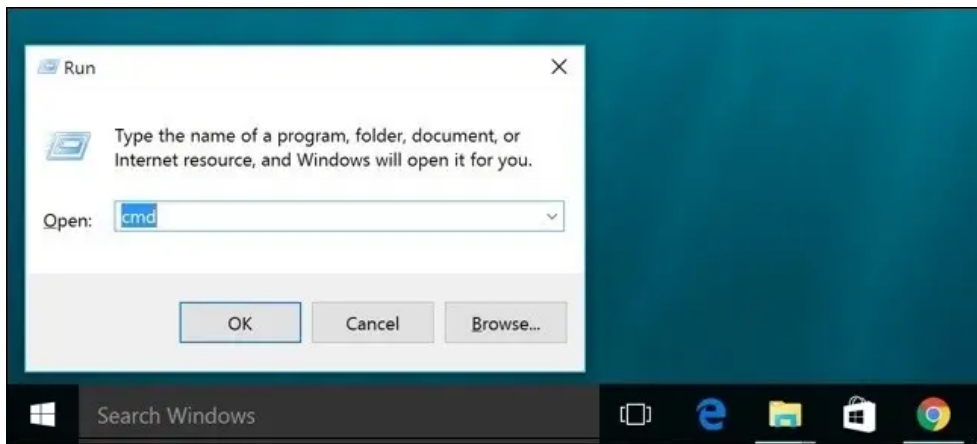 Run
Type the name of a program, folder, document, or
Internet resource, and Windows will open it for you.
Open: cmd
OK Cancel Browse...
Search Windows